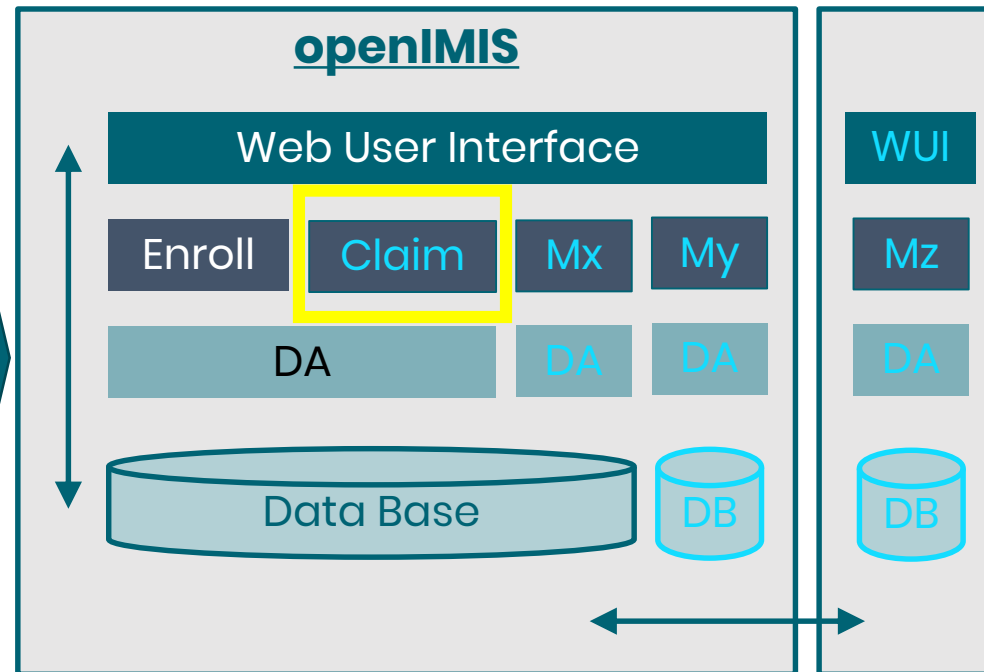 openIMIS
Web User Interface
WUI
Enroll
Claim
Mx
My
Mz
DA
DA
DA
DA
Data Base
DB
DB